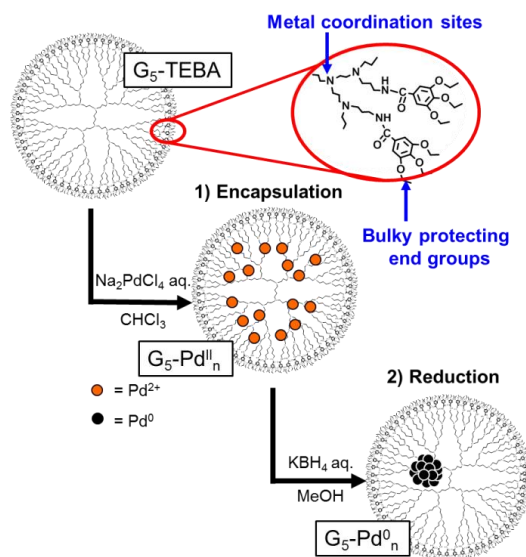 Metal coordination sites
G₅-TEBA
N
N
N
H
N
O
O
O
O
NH
O
O
O
O
1) Encapsulation
Bulky protecting
end groups
Na₂PdCl₄ aq.
CHCl₃
G₅-Pdᴵᴵₙ
= Pd²⁺
= Pd⁰
2) Reduction
KBH₄ aq.
MeOH
G₅-Pd⁰ₙ